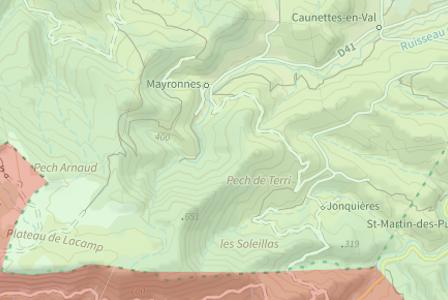 Caunettes-en-Val
D41
Ruisseau
Mayronnes
400
Pech Arnaud
Pech de Terri
Jonquières
651
St-Martin-des-Pu
Plateau de Lacamp
les Soleillas
319